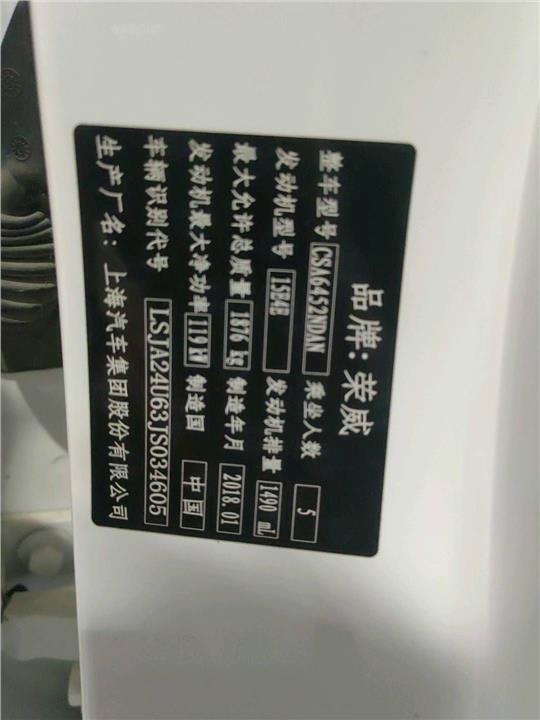 品牌:荣威
整车型号 CSA6452NDAN 乘坐人数 5
发动机型号 15E4E 发动机排量 1490 mL
最大允许总质量 1876 kg 制造年月 2018.01
发动机最大净功率 119 kW 制造国 中国
车辆识别代号 LSJA24U63JS034605
生产厂名:上海汽车集团股份有限公司